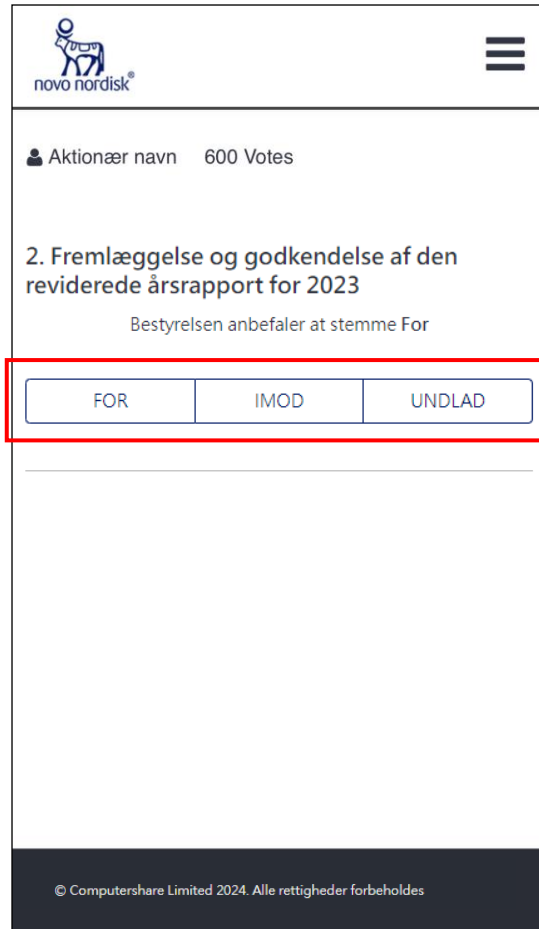 novo nordisk®
Aktionær navn 600 Votes
2. Fremlæggelse og godkendelse af den
reviderede årsrapport for 2023
Bestyrelsen anbefaler at stemme For
FOR IMOD UNDLAD
© Computershare Limited 2024. Alle rettigheder forbeholdes